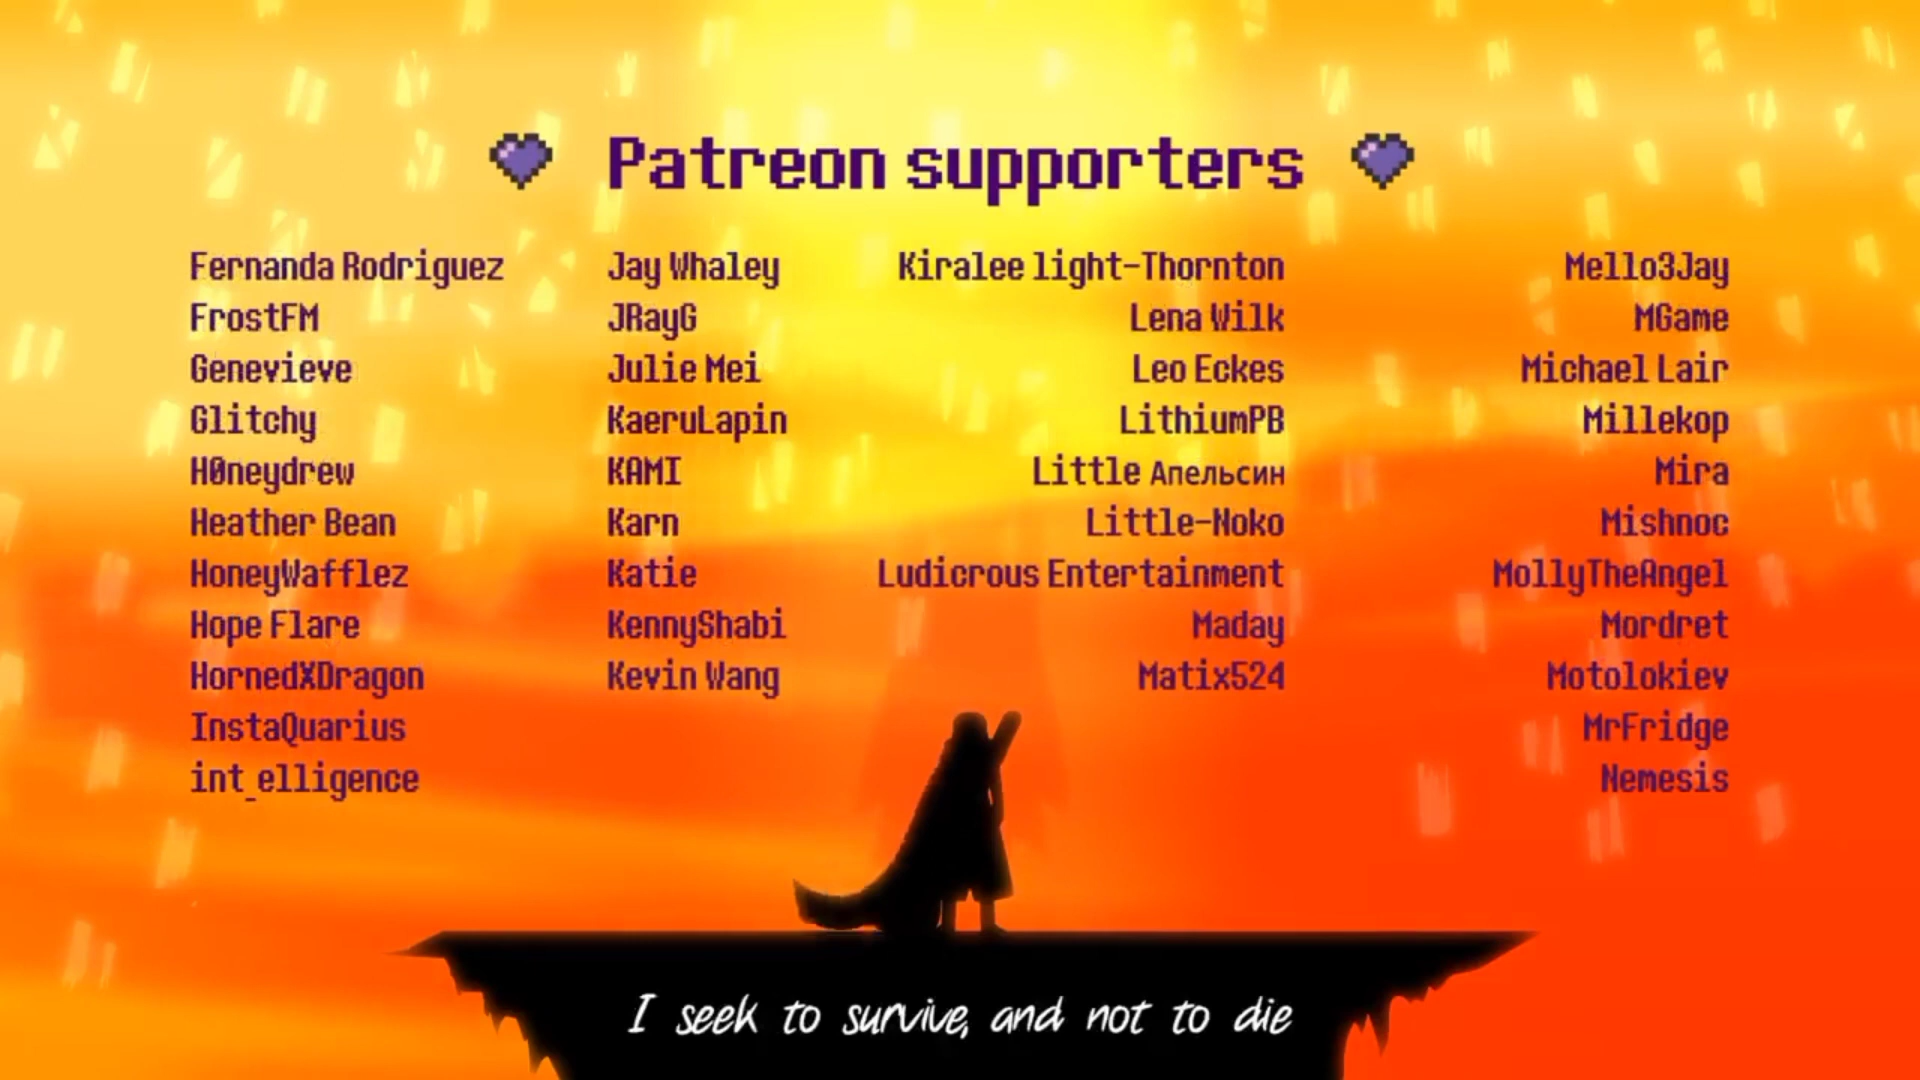 Patreon supporters
Fernanda Rodriguez
FrostFM
Genevieve
Glitchy
H0neydrew
Heather Bean
HoneyWafflez
Hope Flare
HornedXDragon
InstaQuarius
int_elligence
Jay Whaley
JRayG
Julie Mei
KaeruLapin
KAMI
Karn
Katie
KennyShabi
Kevin Wang
Kiralee light-Thornton
Lena Wilk
Leo Eckes
LithiumPB
Little Апельсин
Little-Noko
Ludicrous Entertainment
Maday
Matix524
Mello3Jay
MGame
Michael Lair
Millekop
Mira
Mishnoc
MollyTheAngel
Mordret
Motolokiev
MrFridge
Nemesis
I seek to survive, and not to die